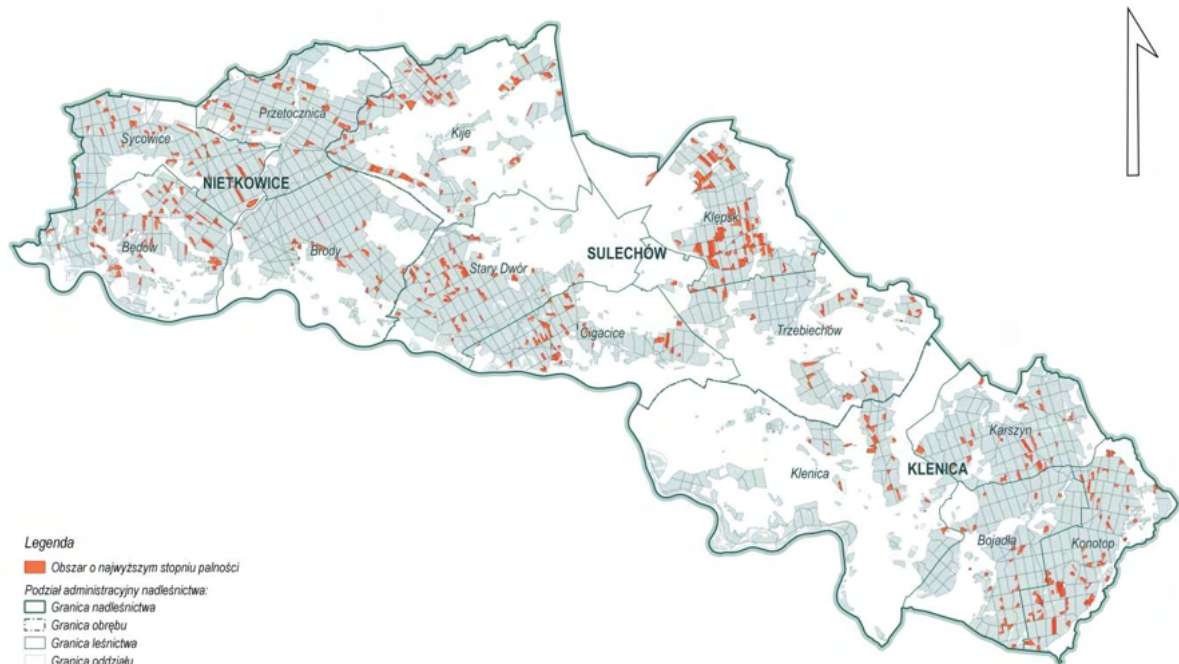 Przetocznica
Kije
Sycowice
NIETKOWICE
Klępsk
Będów
Brody
SULECHÓW
Stary Dwór
Cigacice
Trzebiechów
Karszyn
KLENICA
Klenica
Bojadła
Konotop
Legenda
Obszar o najwyższym stopniu palności
Podział administracyjny nadleśnictwa:
Granica nadleśnictwa
Granica obrębu
Granica leśnictwa
Granica oddziału